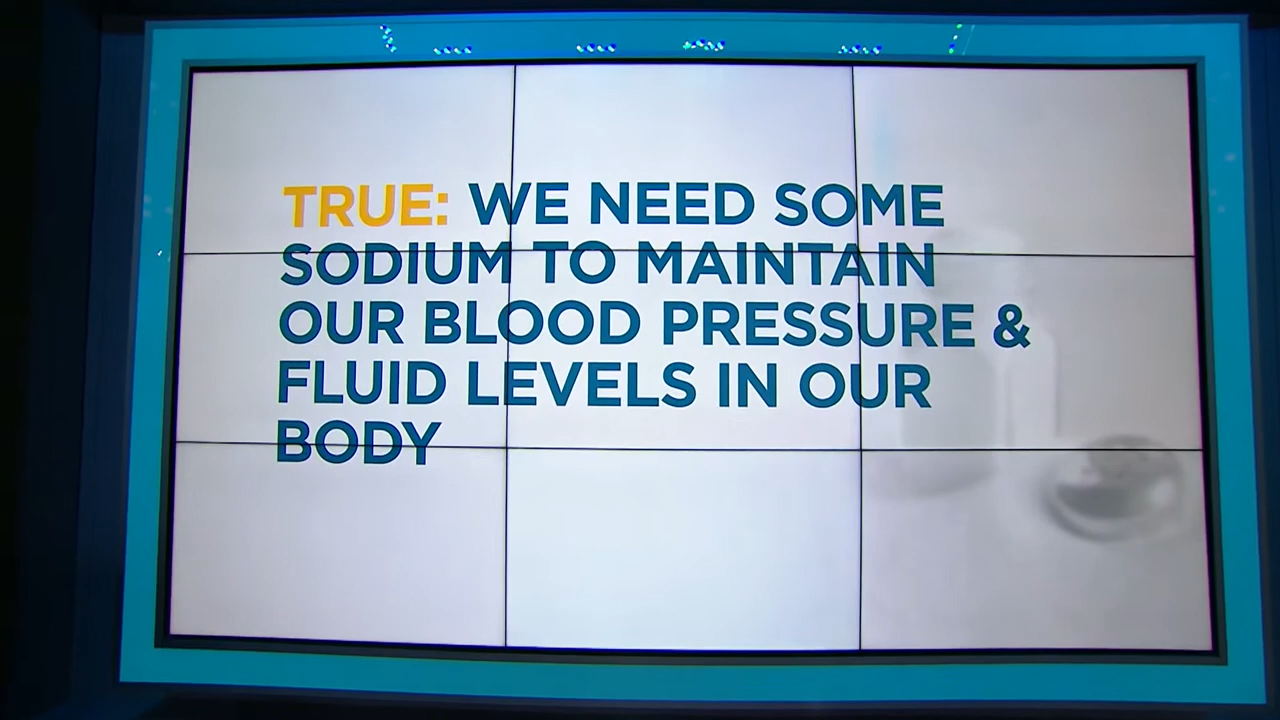 TRUE: WE NEED SOME
SODIUM TO MAINTAIN
OUR BLOOD PRESSURE &
FLUID LEVELS IN OUR
BODY